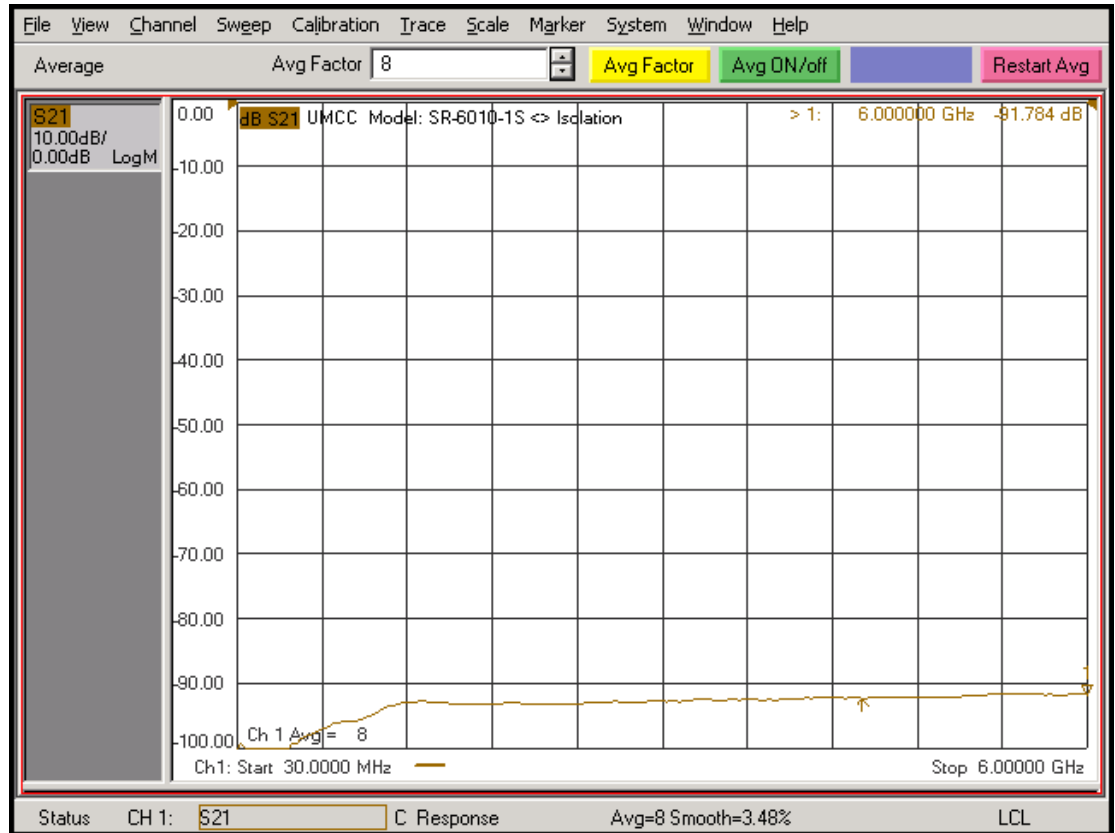 File View Channel Sweep Calibration Trace Scale Marker System Window Help
Average Avg Factor 8 Avg Factor Avg ON/off Restart Avg
S21
10.00dB/
0.00dB LogM
0.00 dB S21 UMCC Model: SR-6010-1S <> Isolation > 1: 6.000000 GHz -91.784 dB
-10.00
-20.00
-30.00
-40.00
-50.00
-60.00
-70.00
-80.00
1
-90.00
Ch 1 Avg = 8
-100.00
Ch1: Start 30.0000 MHz Stop 6.00000 GHz
Status CH 1: S21 C Response Avg=8 Smooth=3.48% LCL